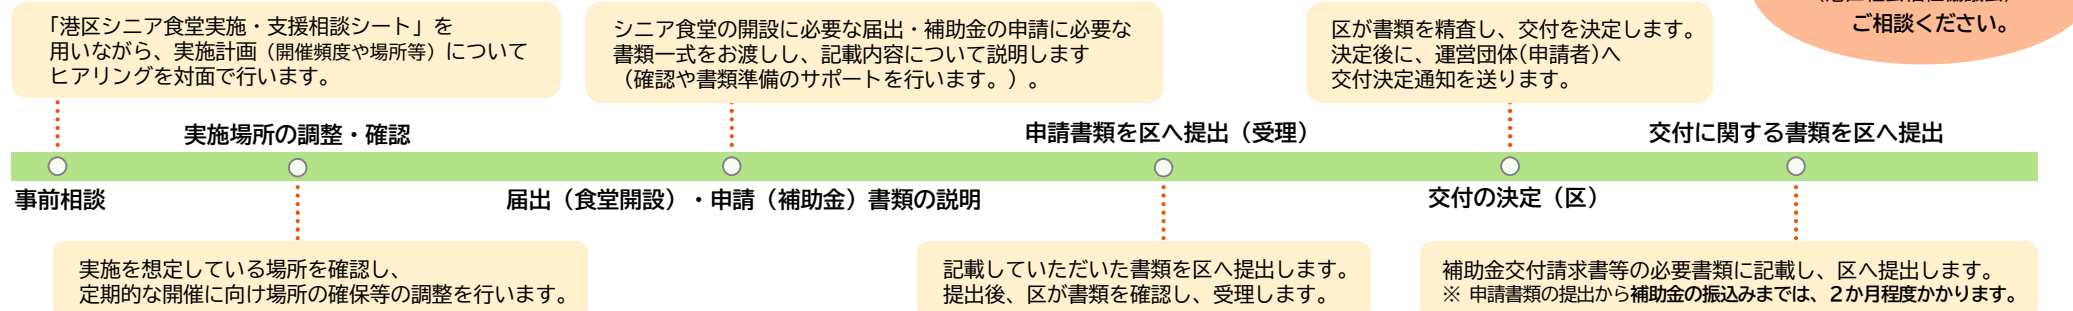 「港区シニア食堂実施・支援相談シート」を
用いながら、実施計画（開催頻度や場所等）について
ヒアリングを対面で行います。
シニア食堂の開設に必要な届出・補助金の申請に必要な
書類一式をお渡しし、記載内容について説明します
（確認や書類準備のサポートを行います。）。
区が書類を精査し、交付を決定します。
決定後に、運営団体(申請者)へ
交付決定通知を送ります。
ご相談ください。
実施場所の調整・確認
申請書類を区へ提出（受理）
交付に関する書類を区へ提出
事前相談
届出（食堂開設）・申請（補助金）書類の説明
交付の決定（区）
実施を想定している場所を確認し、
定期的な開催に向け場所の確保等の調整を行います。
記載していただいた書類を区へ提出します。
提出後、区が書類を確認し、受理します。
補助金交付請求書等の必要書類に記載し、区へ提出します。
※ 申請書類の提出から補助金の振込みまでは、２か月程度かかります。